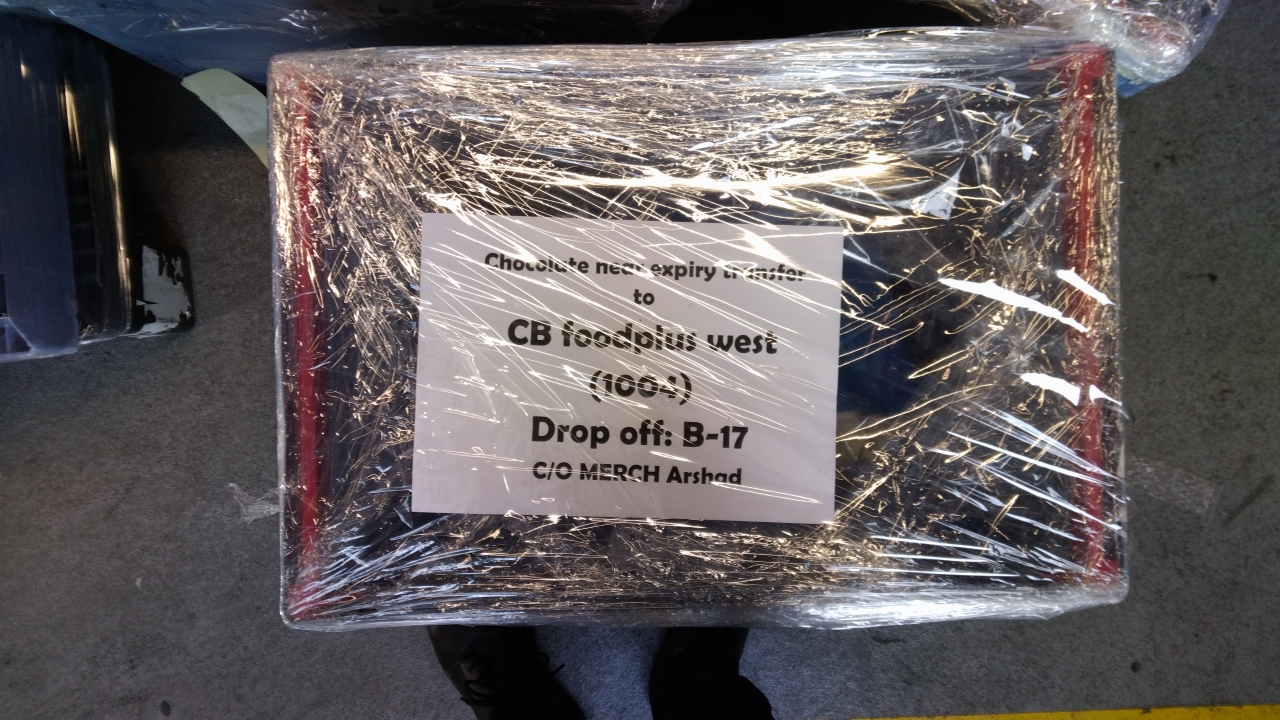 Chocolate near expiry transfer
to
CB foodplus west
(1004)
Drop off: B-17
C/O MERCH Arshad